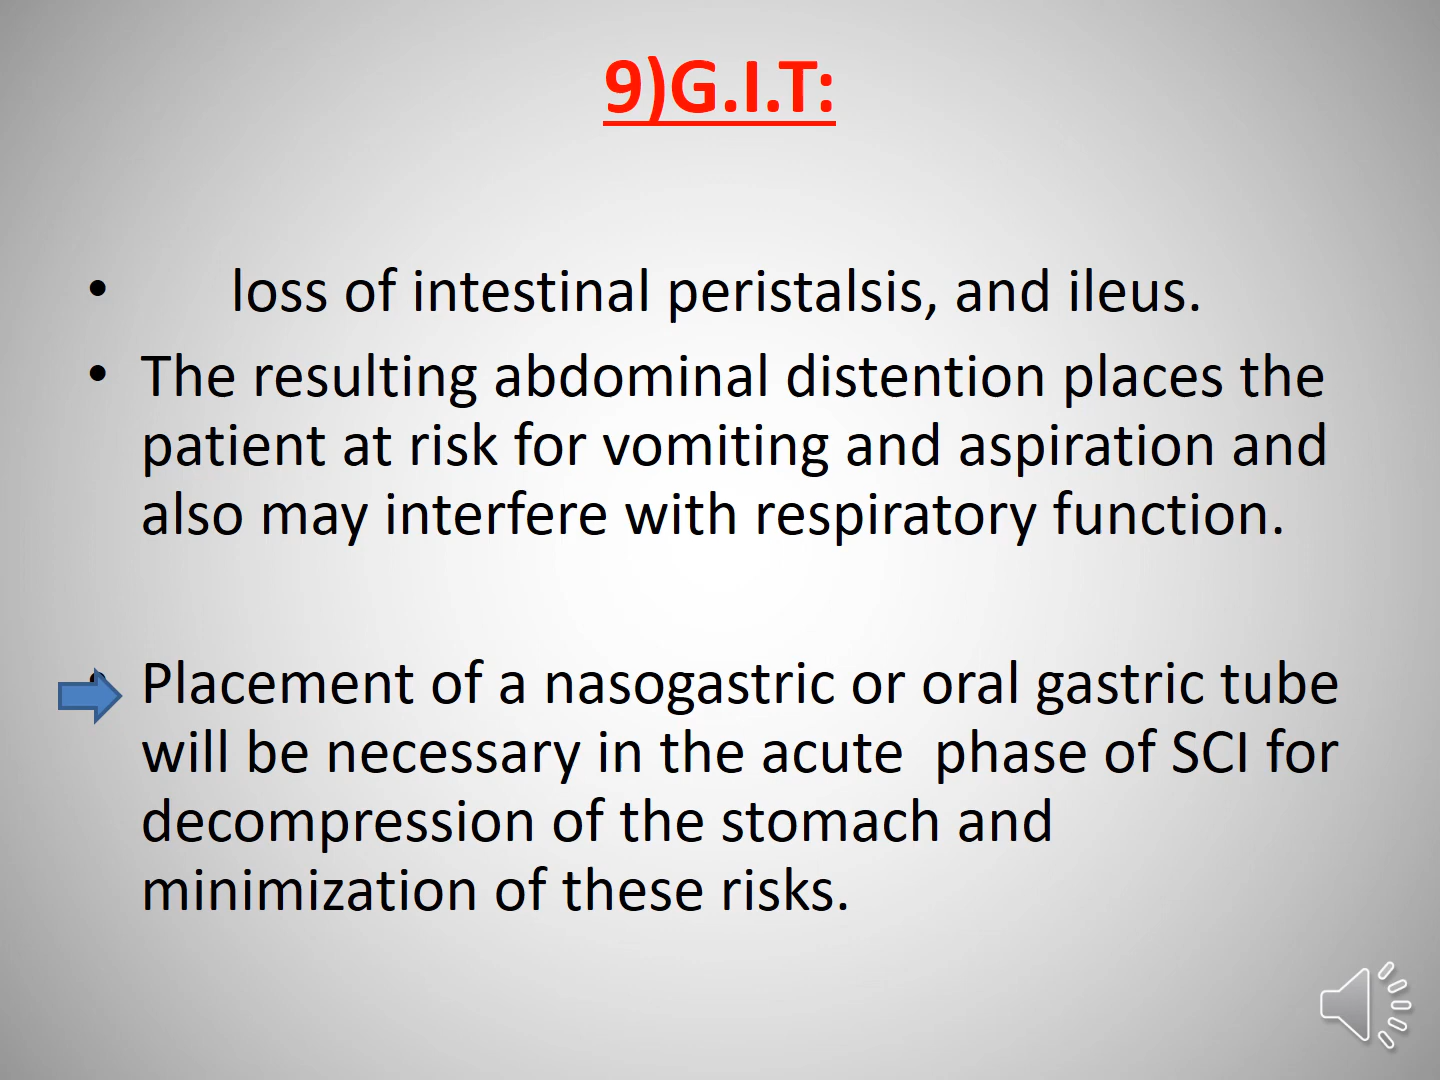 9)G.I.T:
• loss of intestinal peristalsis, and ileus.
• The resulting abdominal distention places the
patient at risk for vomiting and aspiration and
also may interfere with respiratory function.
• Placement of a nasogastric or oral gastric tube
will be necessary in the acute  phase of SCI for
decompression of the stomach and
minimization of these risks.